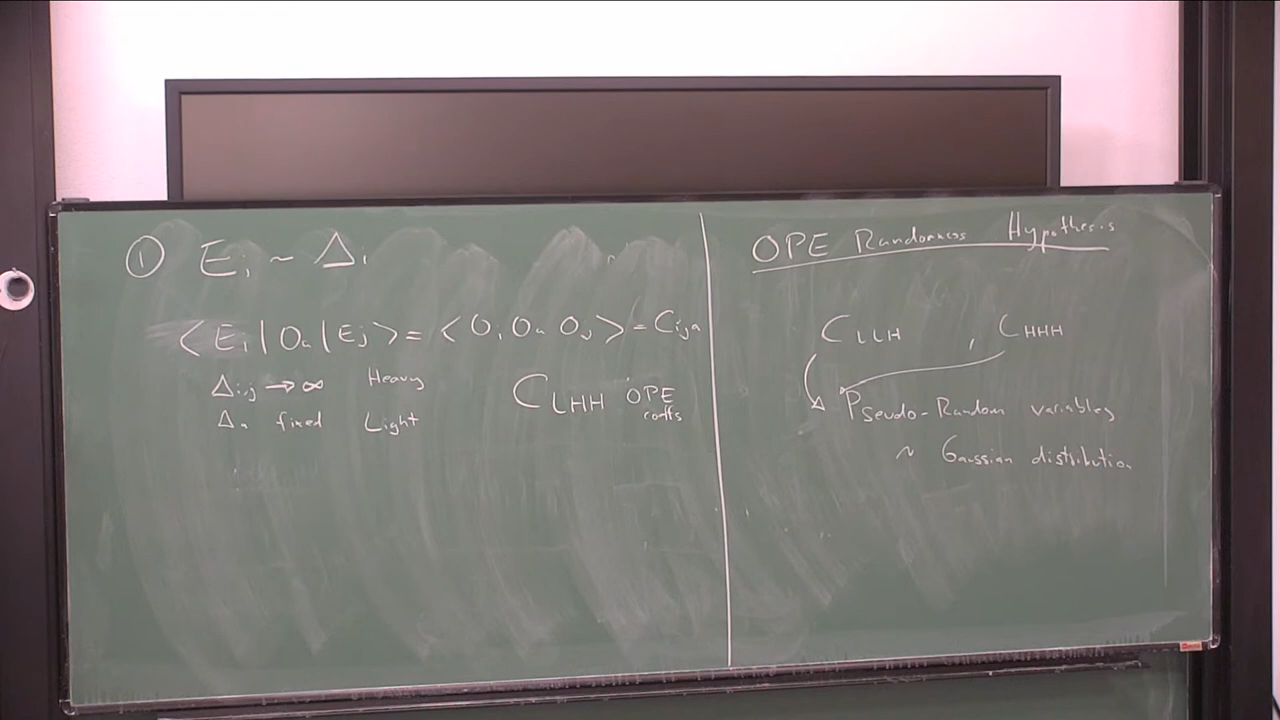 ① E_i ~ Δ_i
⟨E_i|O_a|E_j⟩ = ⟨O_i O_a O_j⟩ = C_ija
Δ_i,j → ∞ Heavy
Δ_a fixed Light
C_LHH OPE coeffs
OPE Randomness Hypothesis
C_LLH , C_HHH
Pseudo-Random variables
~ Gaussian distribution